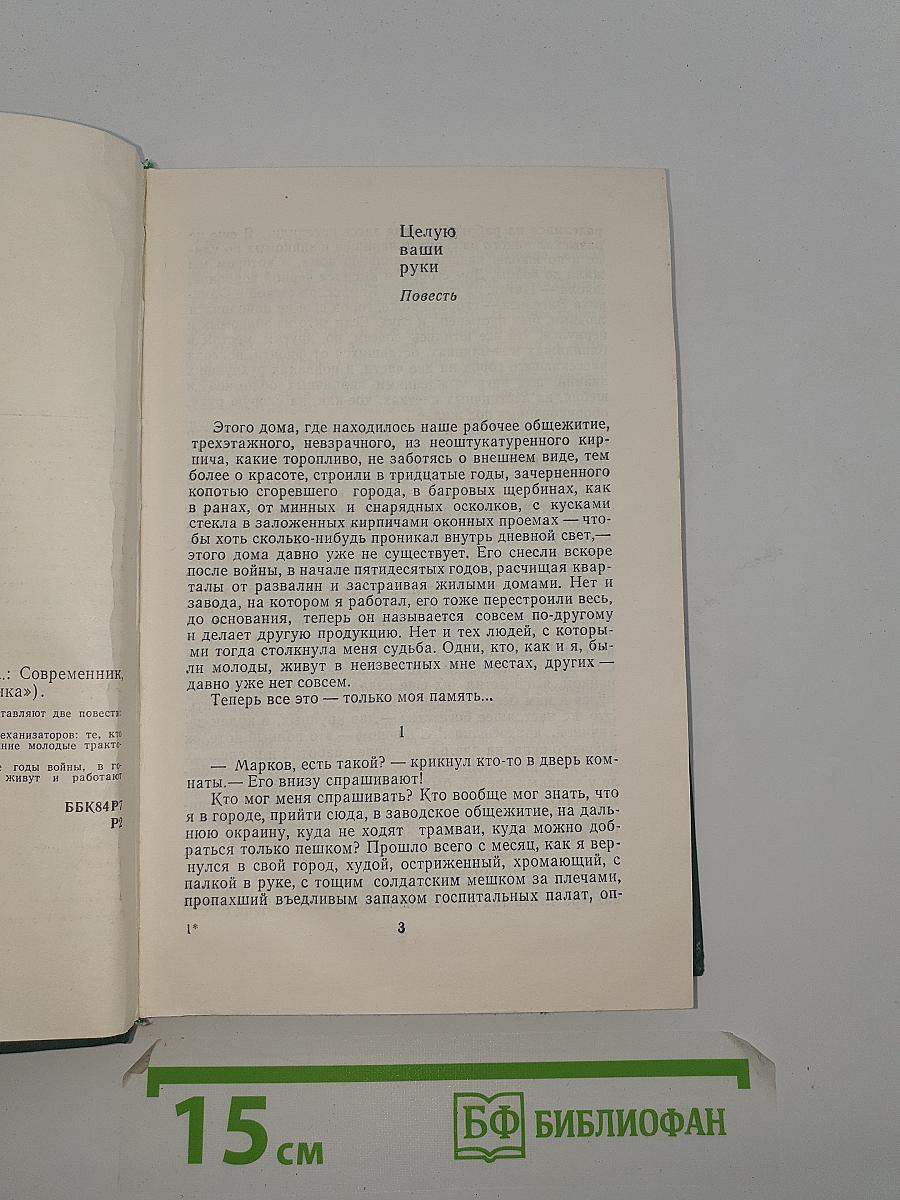 .: Современник,
ика»).
тавляют две повести:
еханизаторов: те, кто
ние молодые тракто-
е годы войны, в го-
живут и работают
ББК84Р7
Р2
Целую
ваши
руки
Повесть
Этого дома, где находилось наше рабочее общежитие,
трехэтажного, невзрачного, из неоштукатуренного кир-
пича, какие торопливо, не заботясь о внешнем виде, тем
более о красоте, строили в тридцатые годы, зачерненного
копотью сгоревшего города, в багровых щербинах, как
в ранах, от минных и снарядных осколков, с кусками
стекла в заложенных кирпичами оконных проемах — что-
бы хоть сколько-нибудь проникал внутрь дневной свет,—
этого дома давно уже не существует. Его снесли вскоре
после войны, в начале пятидесятых годов, расчищая квар-
талы от развалин и застраивая жилыми домами. Нет и
завода, на котором я работал, его тоже перестроили весь,
до основания, теперь он называется совсем по-другому
и делает другую продукцию. Нет и тех людей, с которы-
ми тогда столкнула меня судьба. Одни, кто, как и я, бы-
ли молоды, живут в неизвестных мне местах, других —
давно уже нет совсем.
Теперь все это — только моя память...
1
— Марков, есть такой? — крикнул кто-то в дверь ком-
наты.— Его внизу спрашивают!
Кто мог меня спрашивать? Кто вообще мог знать, что
я в городе, прийти сюда, в заводское общежитие, на даль-
нюю окраину, куда не ходят трамваи, куда можно доб-
раться только пешком? Прошло всего с месяц, как я вер-
нулся в свой город, худой, остриженный, хромающий, с
палкой в руке, с тощим солдатским мешком за плечами,
пропахший въедливым запахом госпитальных палат, оп-
1*
3
15 см
БФ БИБЛИОФАН